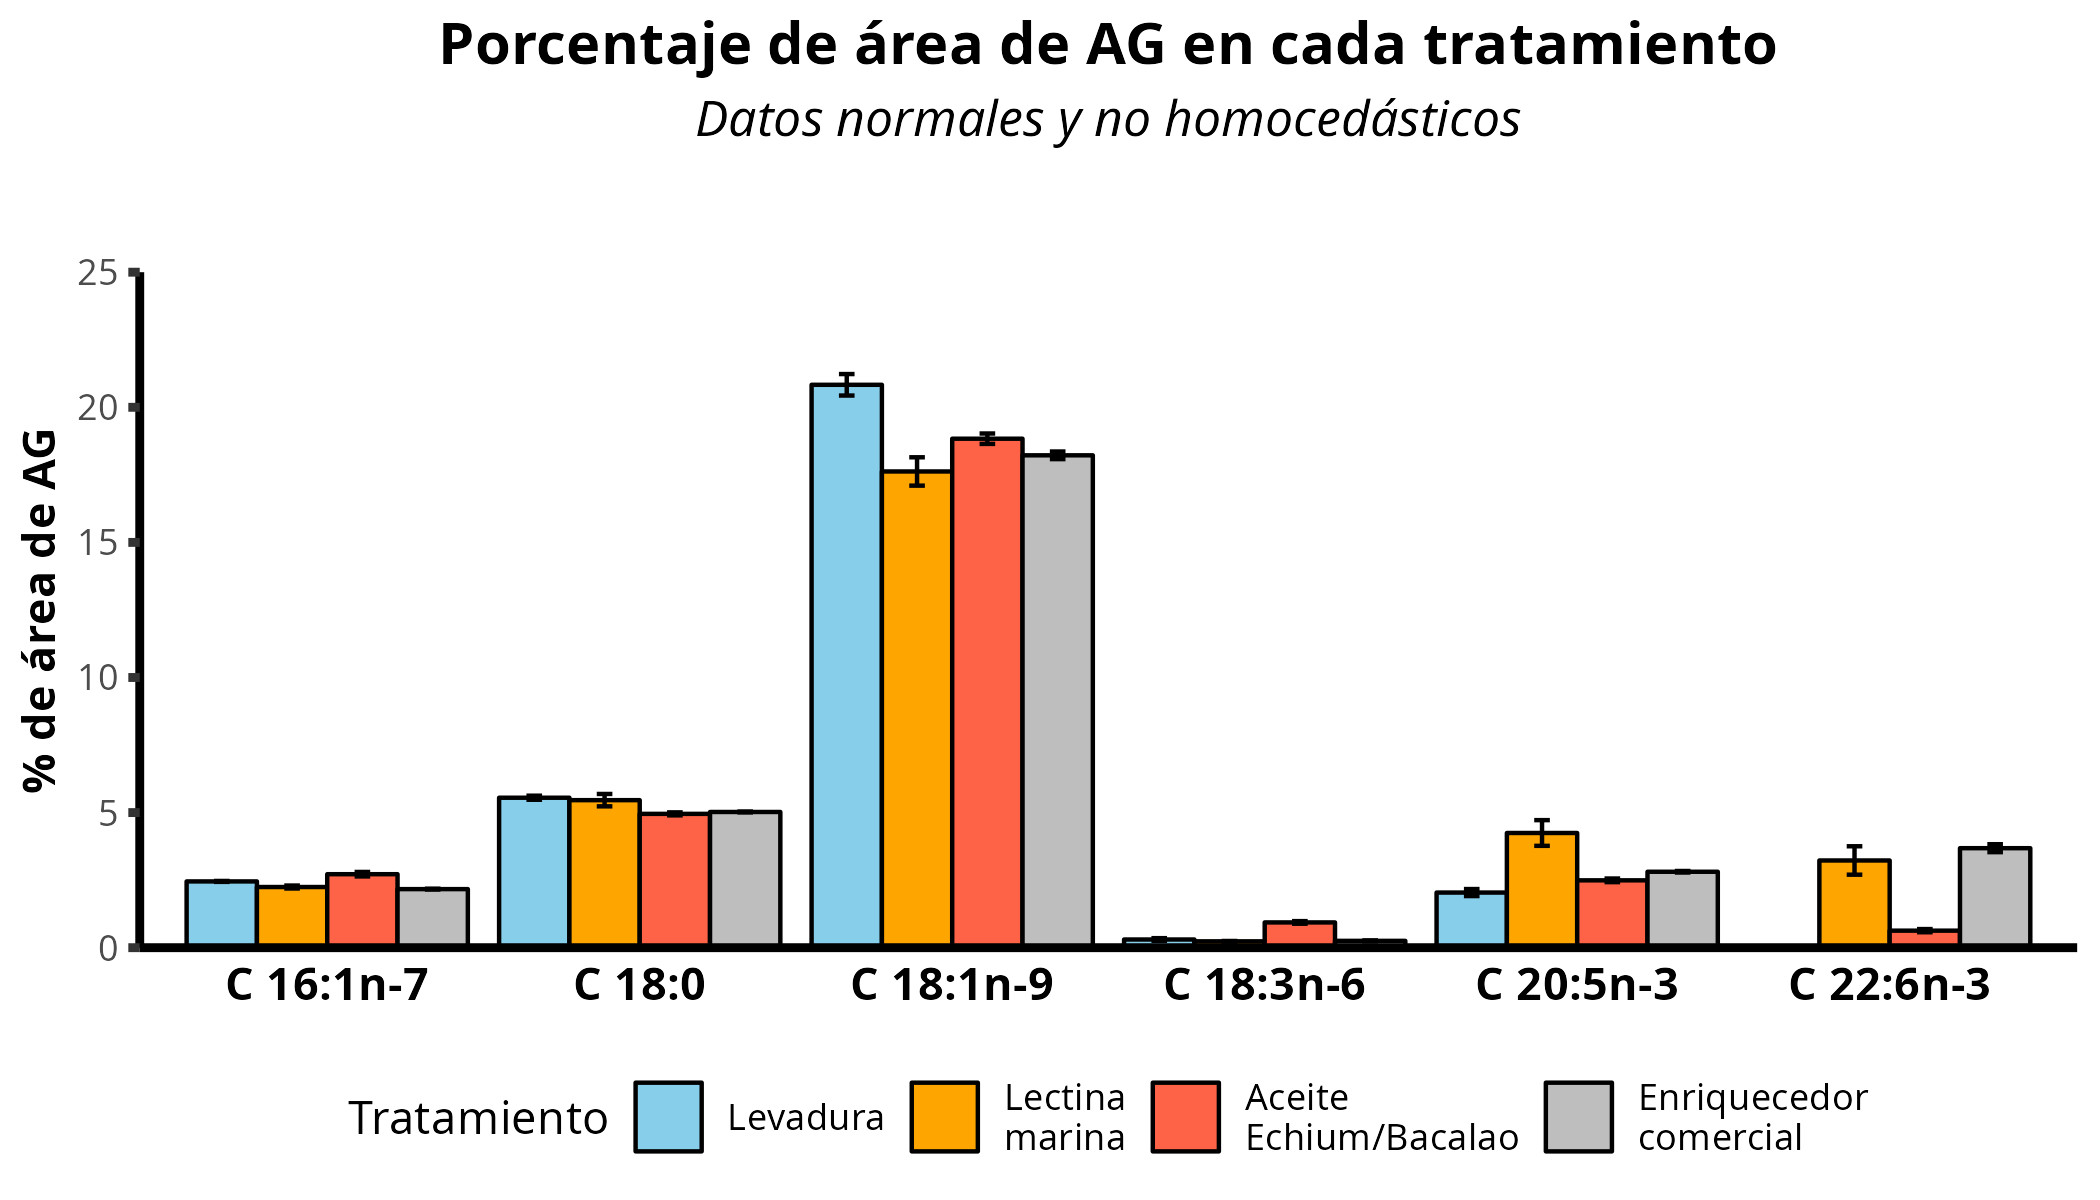 Porcentaje de área de AG en cada tratamiento
Datos normales y no homocedásticos
% de área de AG
25
20
15
10
5
0
C 16:1n-7
C 18:0
C 18:1n-9
C 18:3n-6
C 20:5n-3
C 22:6n-3
Tratamiento
Levadura
Lectina
marina
Aceite
Echium/Bacalao
Enriquecedor
comercial